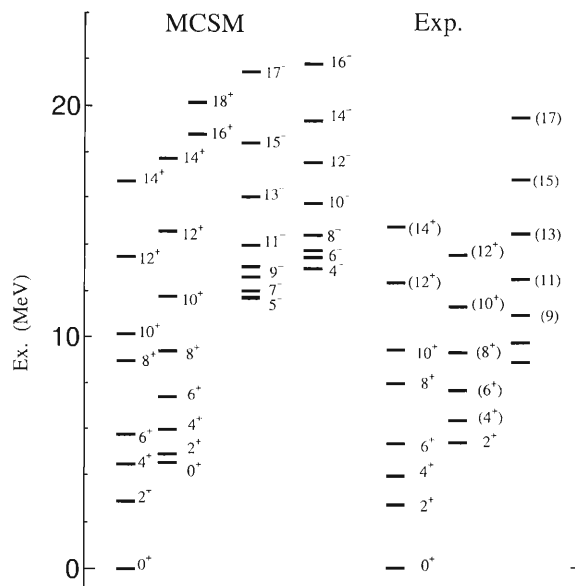 MCSM Exp.
17⁻ 16⁻
18⁺
20 14⁻ (17)
16⁺
15⁻
14⁺ 12⁻
14⁺ (15)
13⁻ 10⁻
12⁺ (14⁺) (13)
8⁻
11⁻
12⁺ 6⁻ (12⁺)
9⁻ 4⁻
7⁻ (12⁺) (11)
10⁺ 5⁻ (10⁺)
(9)
10 10⁺
8⁺ 10⁺ (8⁺)
8⁺
8⁺ (6⁺)
6⁺
(4⁺)
6⁺ 4⁺ 6⁺ 2⁺
2⁺
4⁺ 0⁺ 4⁺
2⁺ 2⁺
0 0⁺ 0⁺
Ex. (MeV)